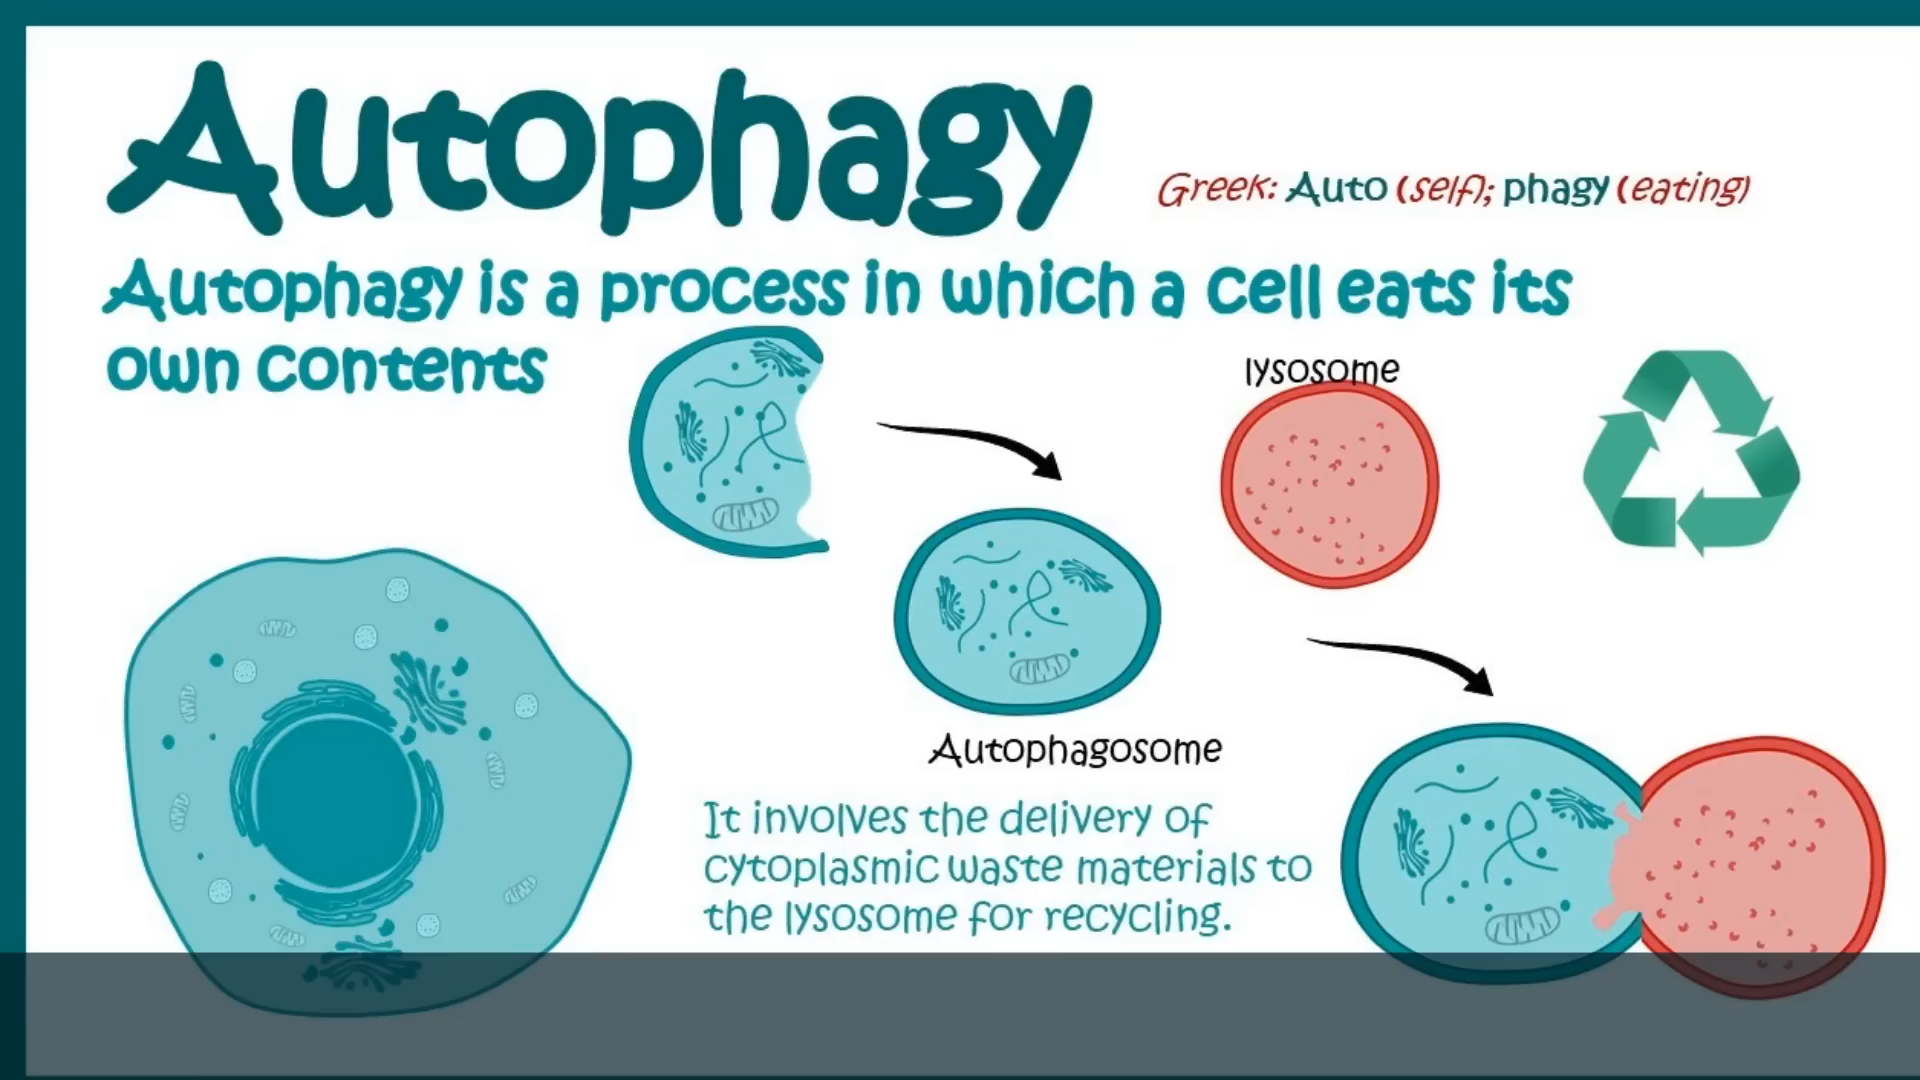 Autophagy
Greek: Auto (self); phagy (eating)
Autophagy is a process in which a cell eats its
own contents
lysosome
Autophagosome
It involves the delivery of
cytoplasmic waste materials to
the lysosome for recycling.